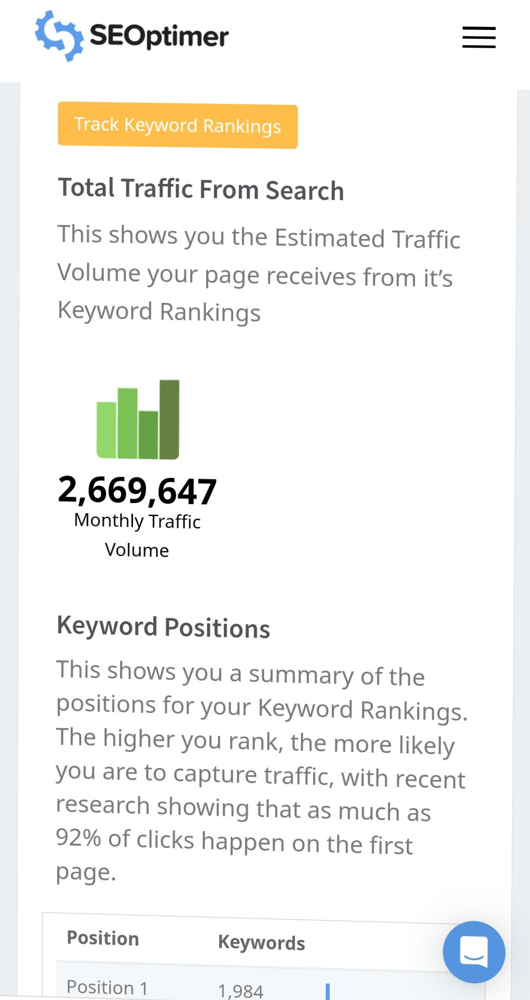 SEOptimer
Track Keyword Rankings
Total Traffic From Search
This shows you the Estimated Traffic
Volume your page receives from it’s
Keyword Rankings
2,669,647
Monthly Traffic
Volume
Keyword Positions
This shows you a summary of the
positions for your Keyword Rankings.
The higher you rank, the more likely
you are to capture traffic, with recent
research showing that as much as
92% of clicks happen on the first
page.
Position Keywords
Position 1 1,984